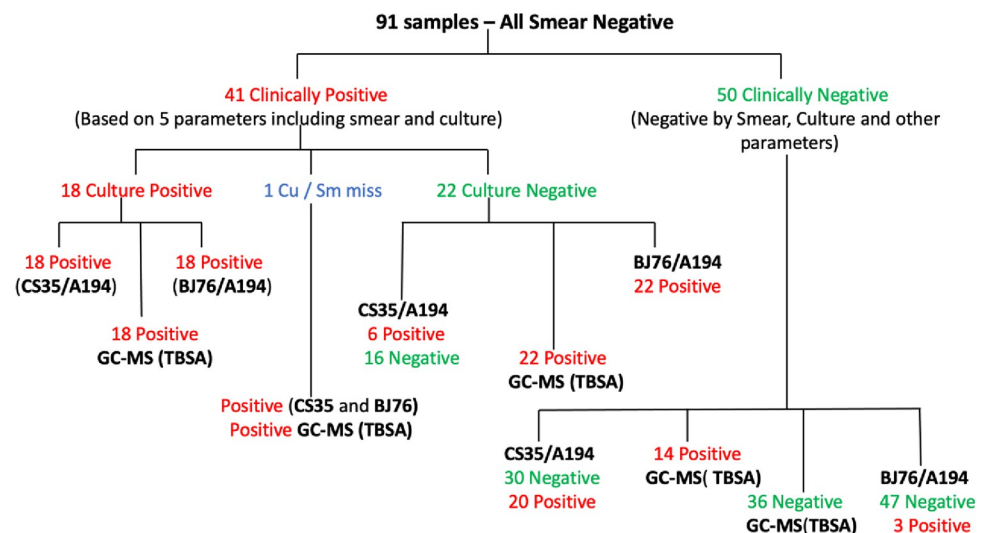 91 samples – All Smear Negative
41 Clinically Positive
(Based on 5 parameters including smear and culture)
50 Clinically Negative
(Negative by Smear, Culture and other
parameters)
18 Culture Positive
1 Cu / Sm miss
22 Culture Negative
18 Positive
(CS35/A194)
18 Positive
(BJ76/A194)
18 Positive
GC-MS (TBSA)
Positive (CS35 and BJ76)
Positive GC-MS (TBSA)
CS35/A194
6 Positive
16 Negative
22 Positive
GC-MS (TBSA)
BJ76/A194
22 Positive
CS35/A194
30 Negative
20 Positive
14 Positive
GC-MS( TBSA)
36 Negative
GC-MS(TBSA)
BJ76/A194
47 Negative
3 Positive